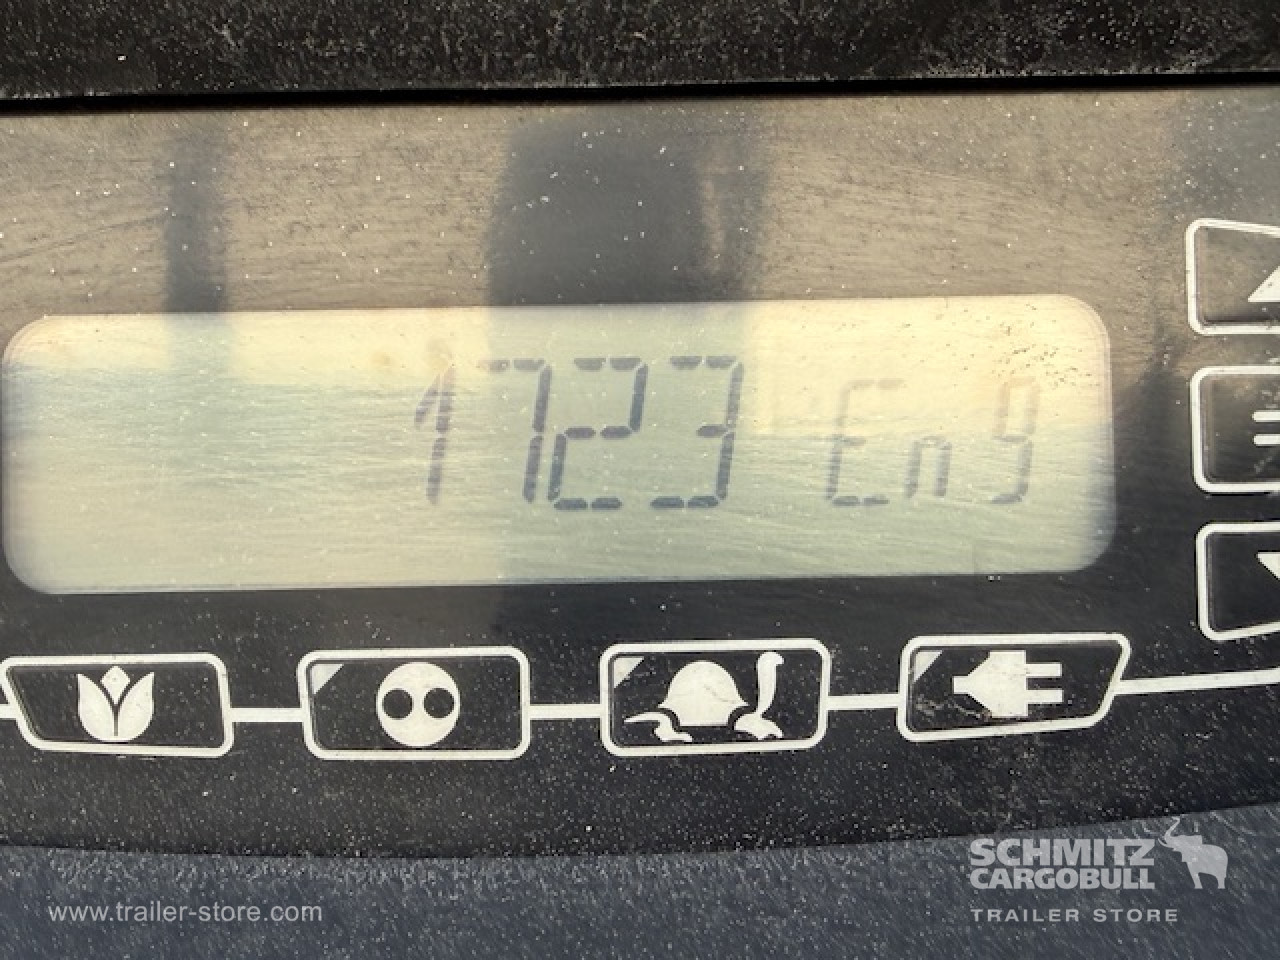 1723 Eng
SCHMITZ
CARGOBULL
www.trailer-store.com
TRAILER STORE